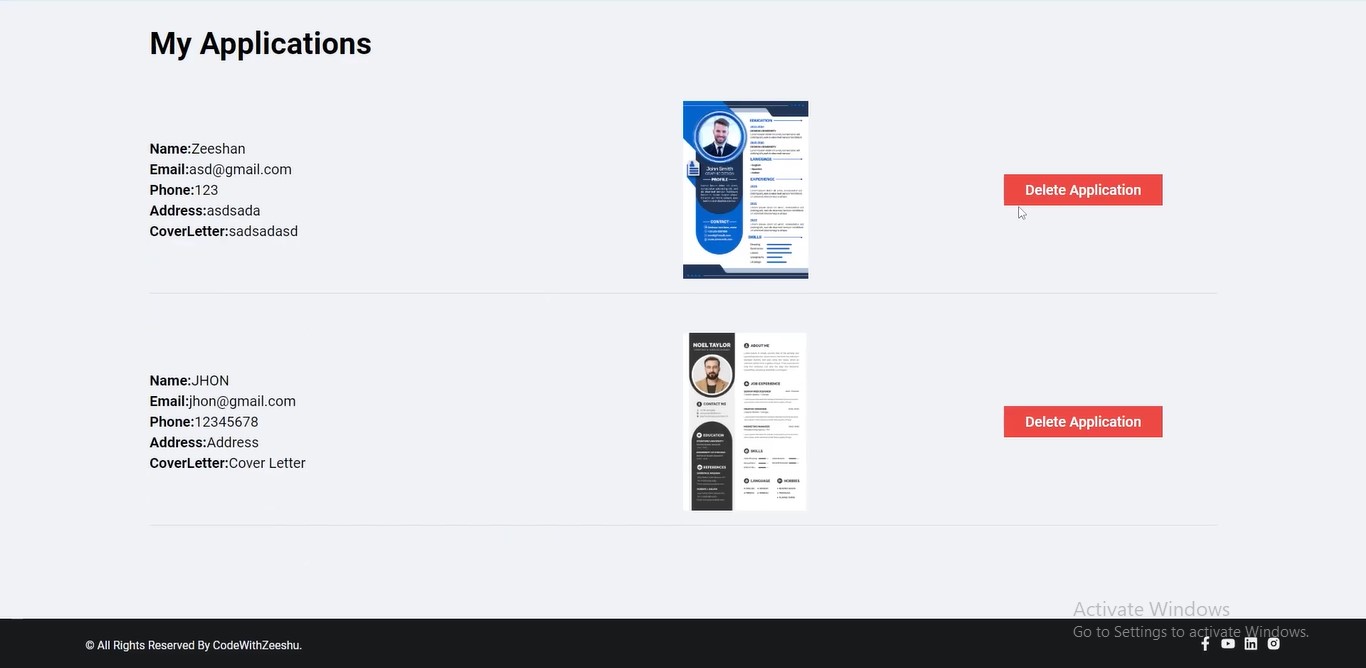 My Applications
Name:Zeeshan
Email:asd@gmail.com
Phone:123
Address:asdsada
CoverLetter:sadsadasd
EDUCATION
LANGUAGE
EXPERIENCE
SKILLS
John Smith
PROFILE
CONTACT
Delete Application
Name:JHON
Email:jhon@gmail.com
Phone:12345678
Address:Address
CoverLetter:Cover Letter
NOEL TAYLOR
CONTACT ME
EDUCATION
REFERENCES
ABOUT ME
JOB EXPERIENCE
SKILLS
LANGUAGE
HOBBIES
Delete Application
Activate Windows
Go to Settings to activate Windows.
© All Rights Reserved By CodeWithZeeshu.